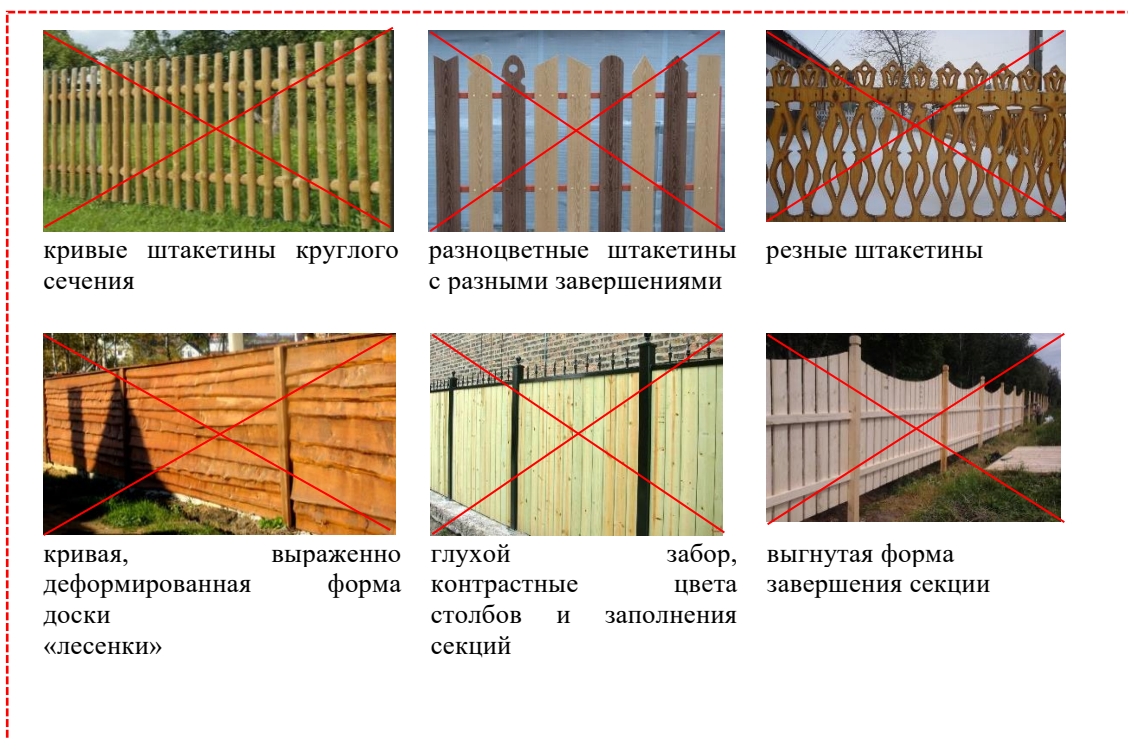 кривые штакетины круглого
сечения
разноцветные штакетины
с разными завершениями
резные штакетины
кривая, выраженно
деформированная форма
доски
«лесенки»
глухой забор,
контрастные цвета
столбов и заполнения
секций
выгнутая форма
завершения секции